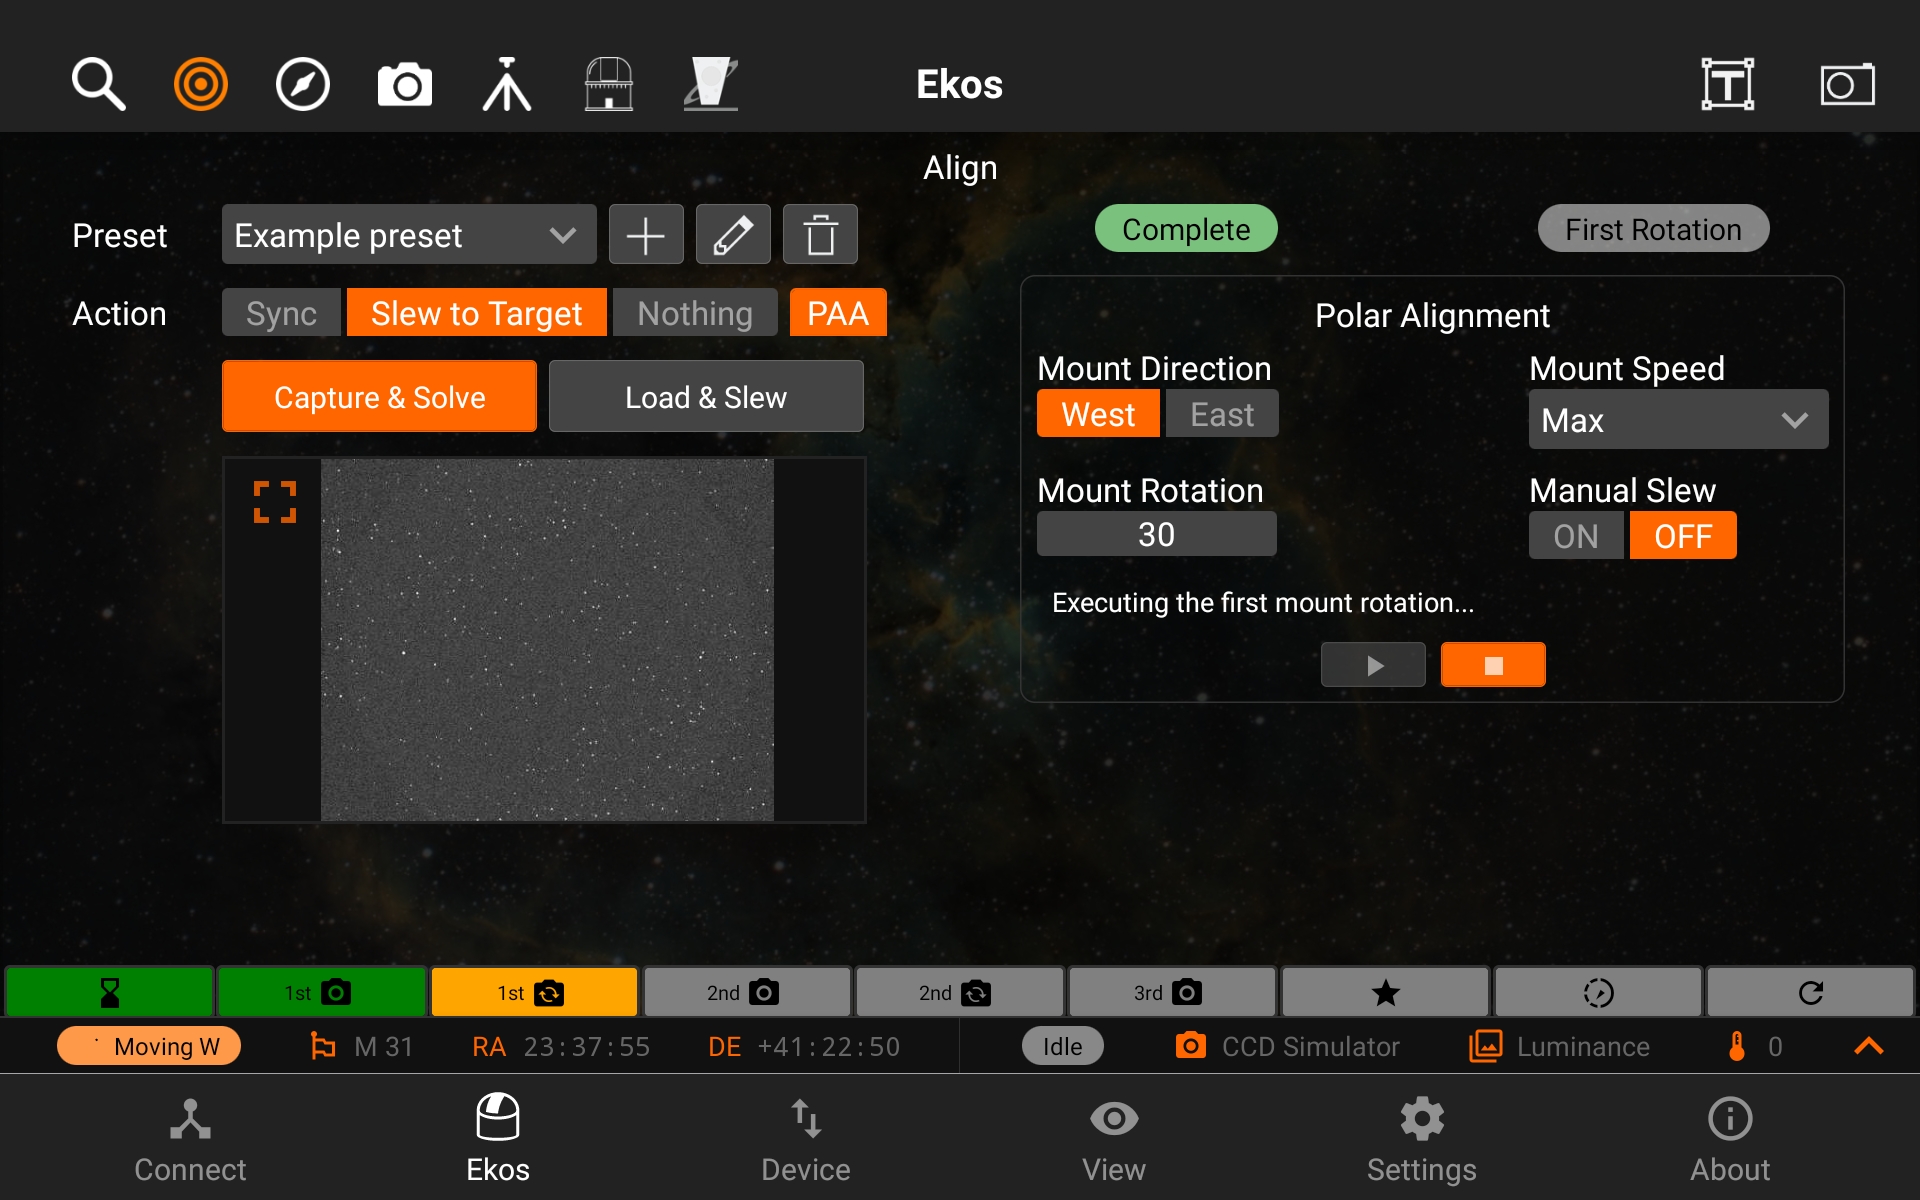 Ekos
T
Align
Preset Example preset
Complete First Rotation
Action Sync Slew to Target Nothing PAA
Polar Alignment
Capture & Solve Load & Slew
Mount Direction Mount Speed
West East Max
Mount Rotation Manual Slew
30 ON OFF
Executing the first mount rotation...
1st 1st 2nd 2nd 3rd
Moving W M 31 RA 23:37:55 DE +41:22:50 Idle CCD Simulator Luminance 0
Connect Ekos Device View Settings About